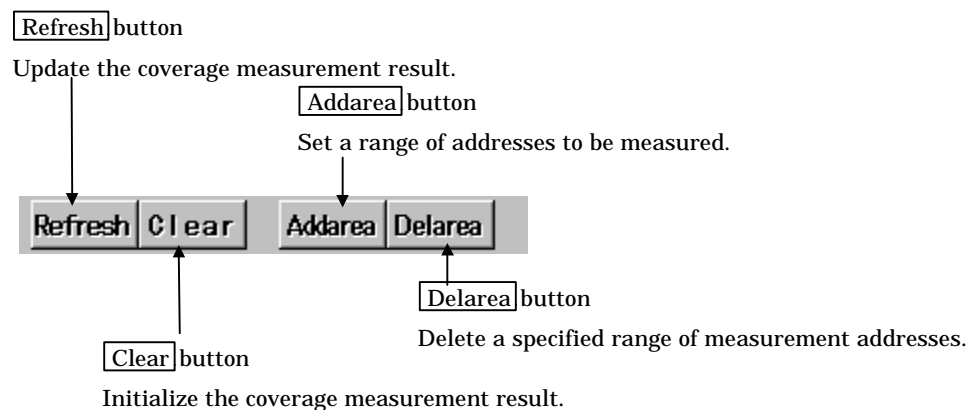 Refresh button
Update the coverage measurement result.
Addarea button
Set a range of addresses to be measured.
Refresh Clear Addarea Delarea
Delarea button
Delete a specified range of measurement addresses.
Clear button
Initialize the coverage measurement result.